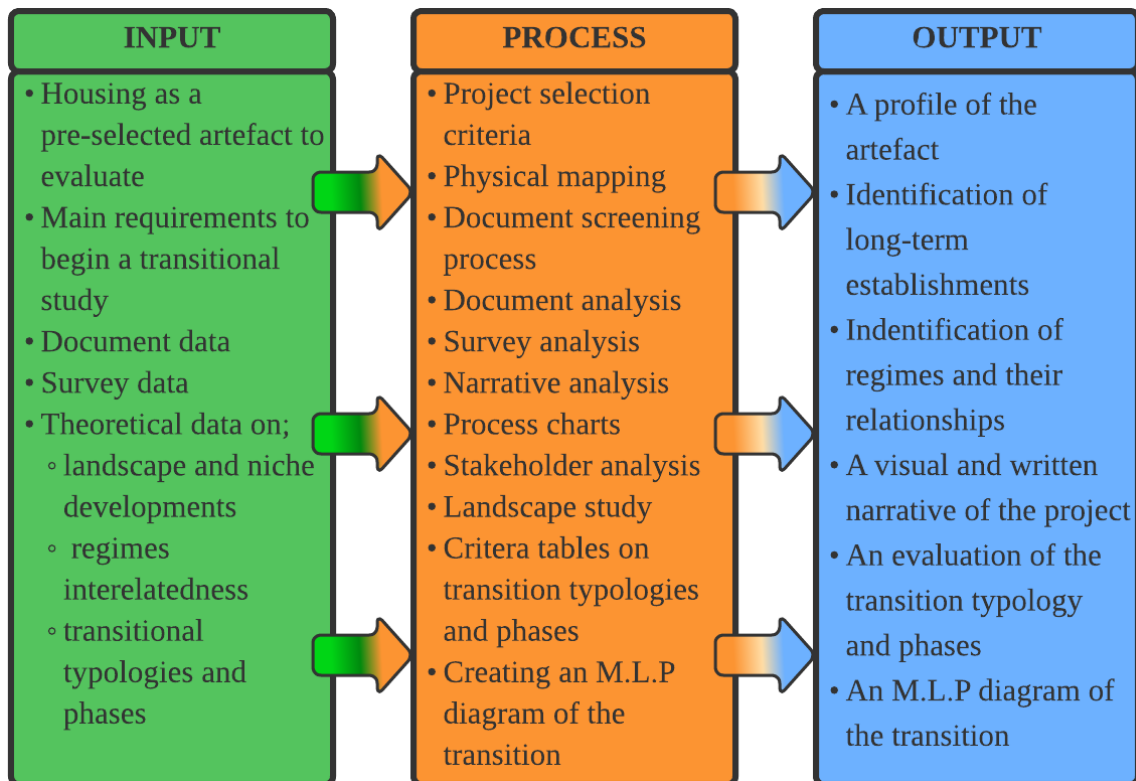 INPUT
• Housing as a
pre-selected artefact to
evaluate
• Main requirements to
begin a transitional
study
• Document data
• Survey data
• Theoretical data on;
◦ landscape and niche
developments
◦ regimes
interelatedness
◦ transitional
typologies and
phases
PROCESS
• Project selection
criteria
• Physical mapping
• Document screening
process
• Document analysis
• Survey analysis
• Narrative analysis
• Process charts
• Stakeholder analysis
• Landscape study
• Critera tables on
transition typologies
and phases
• Creating an M.L.P
diagram of the
transition
OUTPUT
• A profile of the
artefact
• Identification of
long-term
establishments
• Indentification of
regimes and their
relationships
• A visual and written
narrative of the project
• An evaluation of the
transition typology
and phases
• An M.L.P diagram of
the transition